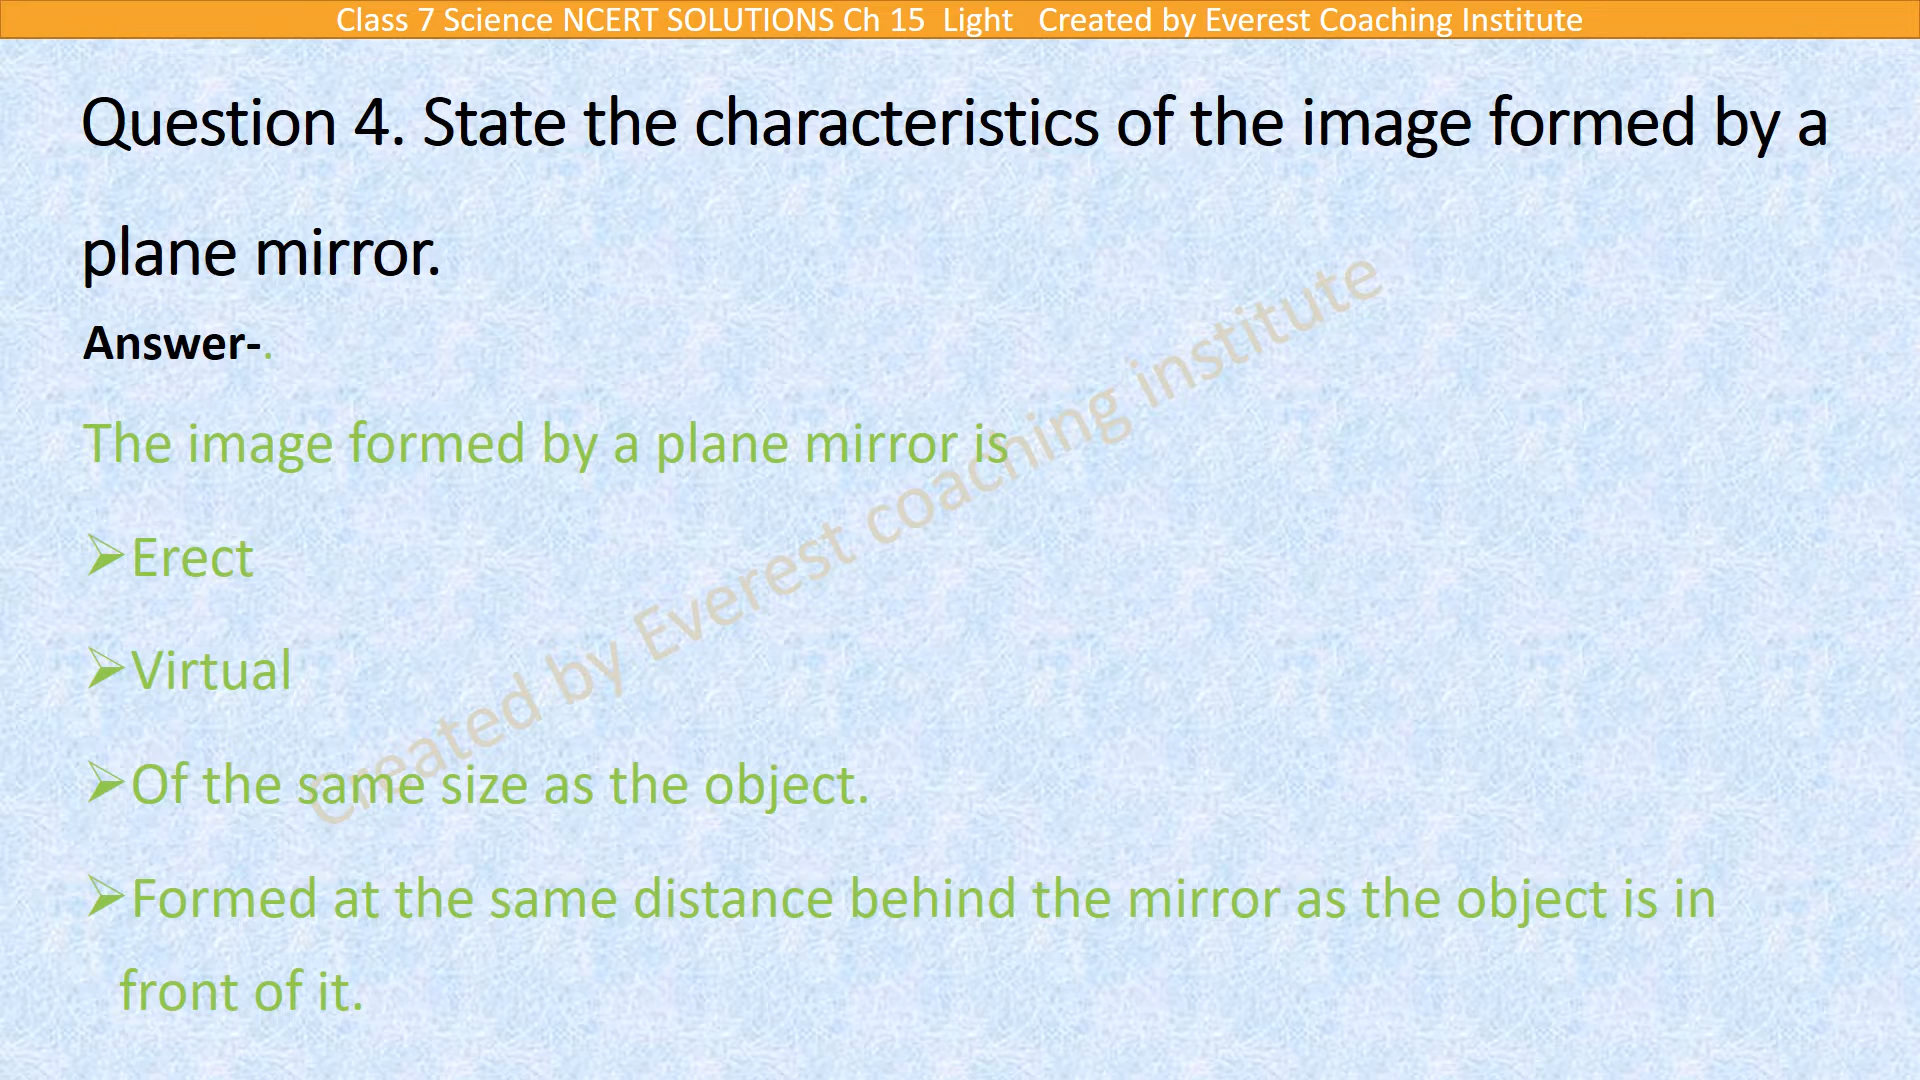 Class 7 Science NCERT SOLUTIONS Ch 15  Light   Created by Everest Coaching Institute
Question 4. State the characteristics of the image formed by a
plane mirror.
Answer-.
The image formed by a plane mirror is
➢Erect
➢Virtual
➢Of the same size as the object.
➢Formed at the same distance behind the mirror as the object is in
front of it.
Created by Everest coaching institute